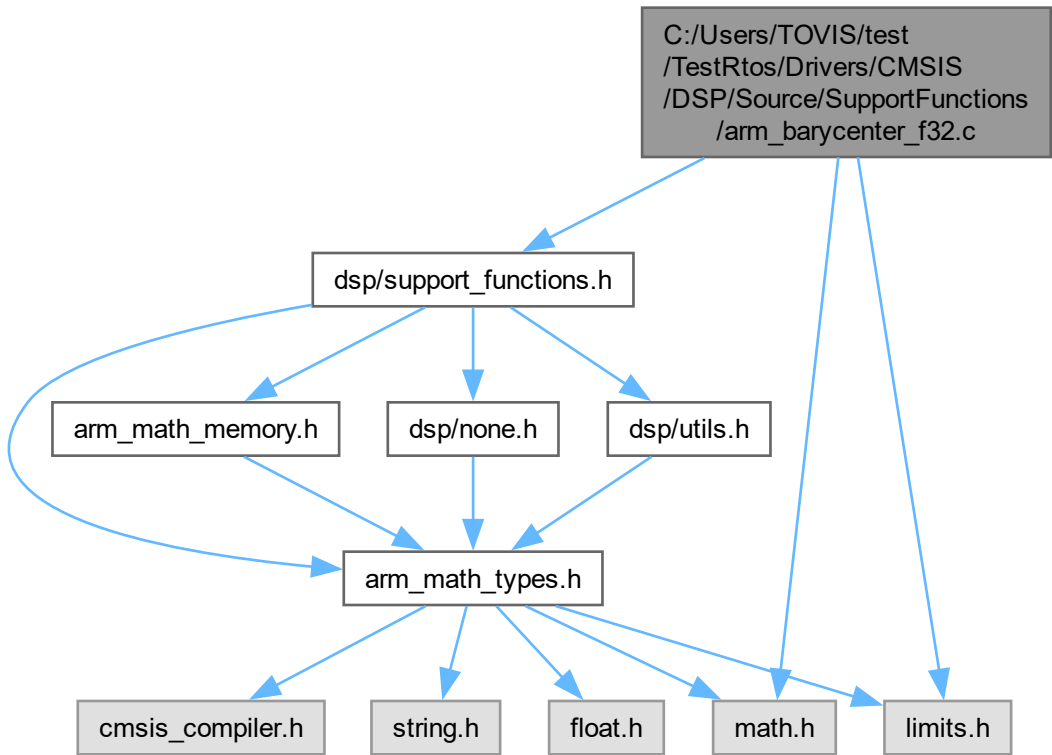 C:/Users/TOVIS/test
/TestRtos/Drivers/CMSIS
/DSP/Source/SupportFunctions
/arm_barycenter_f32.c
dsp/support_functions.h
arm_math_memory.h
dsp/none.h
dsp/utils.h
arm_math_types.h
cmsis_compiler.h
string.h
float.h
math.h
limits.h